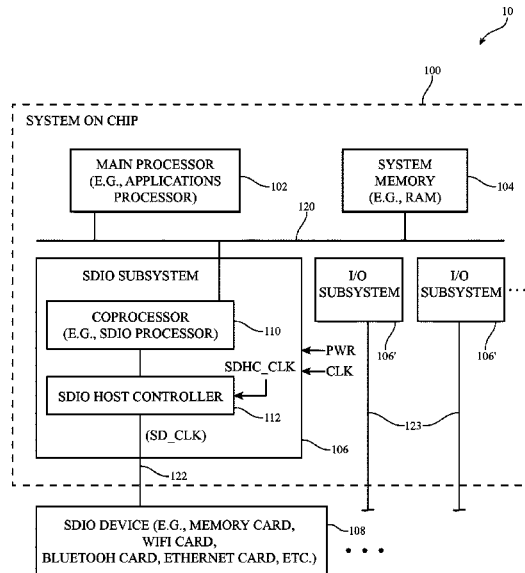 10
100
SYSTEM ON CHIP
MAIN PROCESSOR
(E.G., APPLICATIONS
PROCESSOR)
102
SYSTEM
MEMORY
(E.G., RAM)
104
120
SDIO SUBSYSTEM
I/O
SUBSYSTEM
I/O
SUBSYSTEM
...
COPROCESSOR
(E.G., SDIO PROCESSOR)
110
106'
106'
PWR
SDHC_CLK
CLK
SDIO HOST CONTROLLER
112
123
(SD_CLK)
106
122
SDIO DEVICE (E.G., MEMORY CARD,
WIFI CARD,
BLUETOOH CARD, ETHERNET CARD, ETC.)
108
...